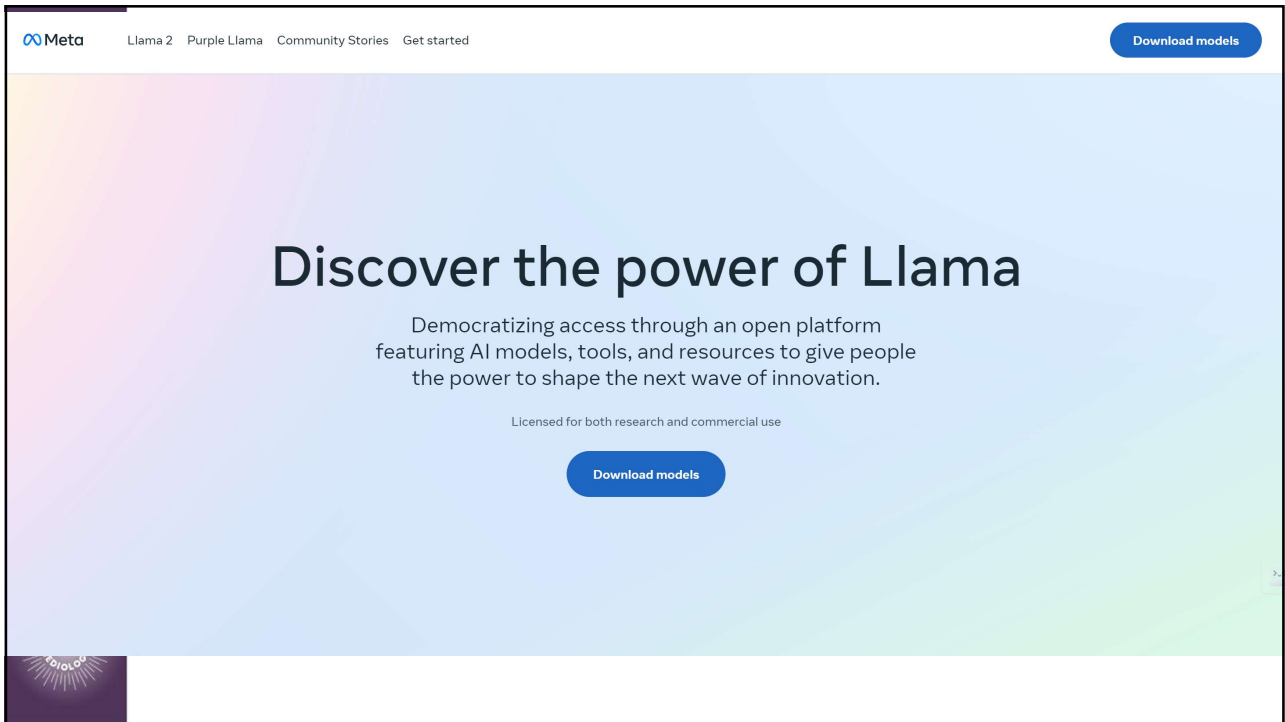 Meta
Llama 2 Purple Llama Community Stories Get started
Download models
Discover the power of Llama
Democratizing access through an open platform
featuring AI models, tools, and resources to give people
the power to shape the next wave of innovation.
Licensed for both research and commercial use
Download models